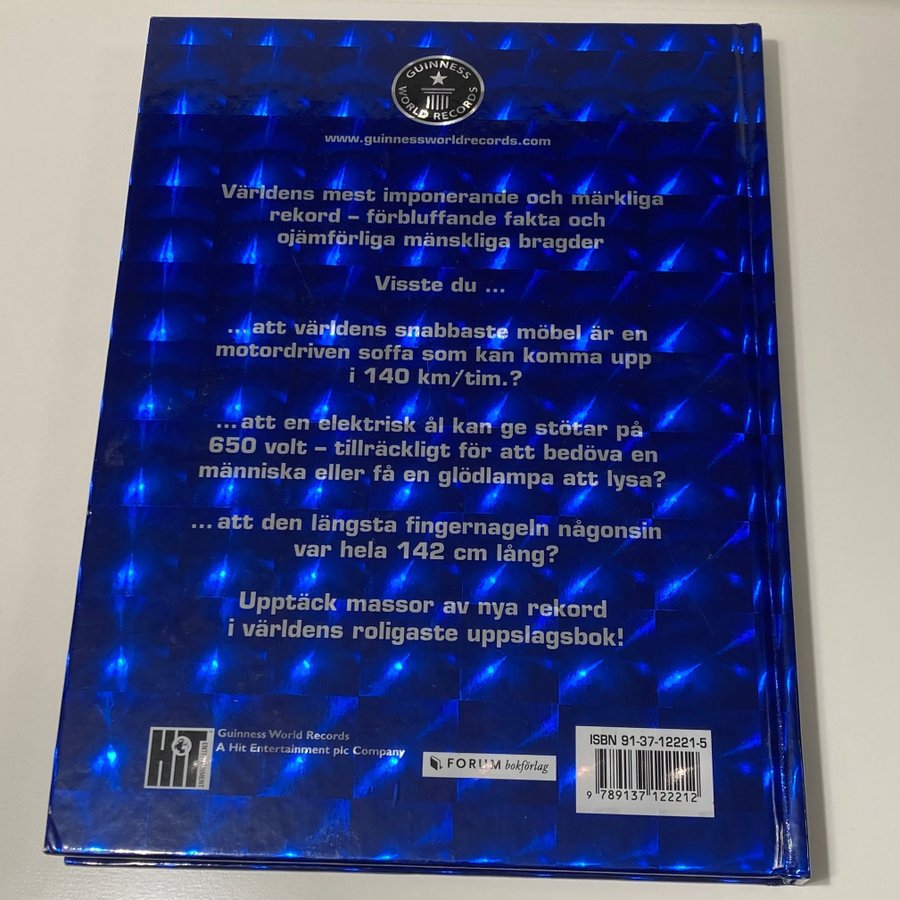 GUINNESS
WORLD RECORDS
www.guinnessworldrecords.com
Världens mest imponerande och märkliga
rekord – förbluffande fakta och
ojämförliga mänskliga bragder
Visste du ...
...att världens snabbaste möbel är en
motordriven soffa som kan komma upp
i 140 km/tim.?
...att en elektrisk ål kan ge stötar på
650 volt – tillräckligt för att bedöva en
människa eller få en glödlampa att lysa?
...att den längsta fingernageln någonsin
var hela 142 cm lång?
Upptäck massor av nya rekord
i världens roligaste uppslagsbok!
HiT
ENTERTAINMENT
Guinness World Records
A Hit Entertainment plc Company
FORUM bokförlag
ISBN 91-37-12221-5
9 789137 122212